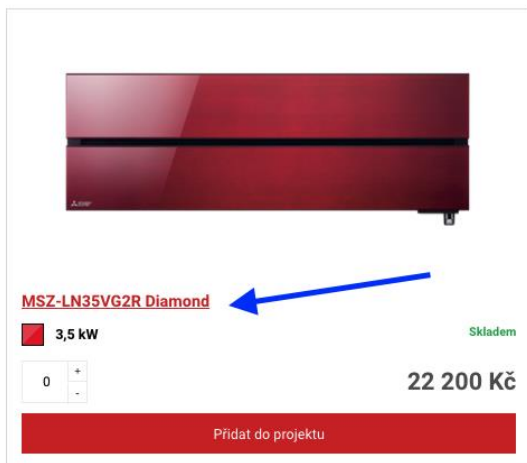 MSZ-LN35VG2R Diamond
3,5 kW
Skladem
0
+
-
22 200 Kč
Přidat do projektu